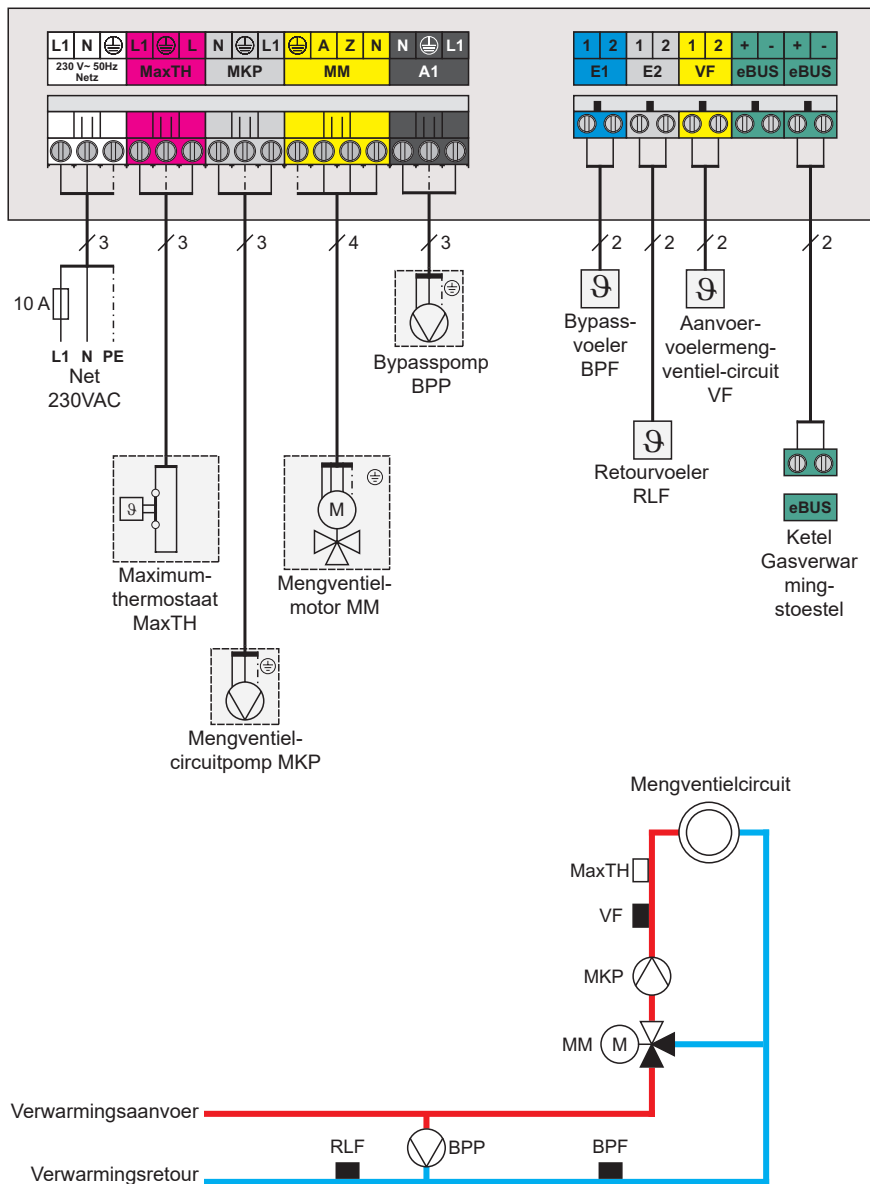 L1 N L1 L N L1 A Z N N L1 1 2 1 2 1 2 + - + -
230 V~ 50Hz
Netz
MaxTH MKP MM A1 E1 E2 VF eBUS eBUS
3 3 3 4 3 2 2 2 2
10 A
L1 N PE
Net
230VAC
Bypasspomp
BPP
ϑ
Bypass-
voeler
BPF
ϑ
Aanvoer-
voelermeng-
ventiel-circuit
VF
ϑ
Retourvoeler
RLF
eBUS
Ketel
Gasverwar
ming-
stoestel
ϑ
Maximum-
thermostaat
MaxTH
M
Mengventiel-
motor MM
Mengventiel-
circuitpomp MKP
Mengventielcircuit
MaxTH
VF
MKP
MM M
Verwarmingsaanvoer
RLF BPP BPF
Verwarmingsretour